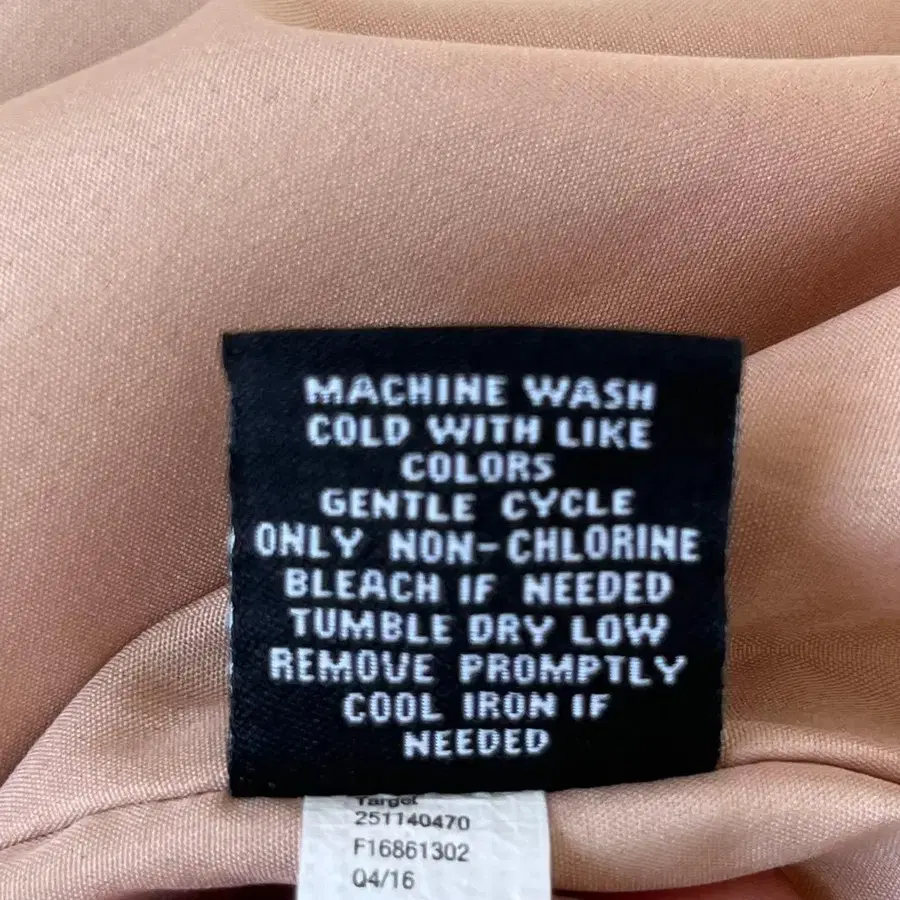 MACHINE WASH
COLD WITH LIKE
COLORS
GENTLE CYCLE
ONLY NON-CHLORINE
BLEACH IF NEEDED
TUMBLE DRY LOW
REMOVE PROMPTLY
COOL IRON IF
NEEDED
Target
251140470
F16861302
Q4/16